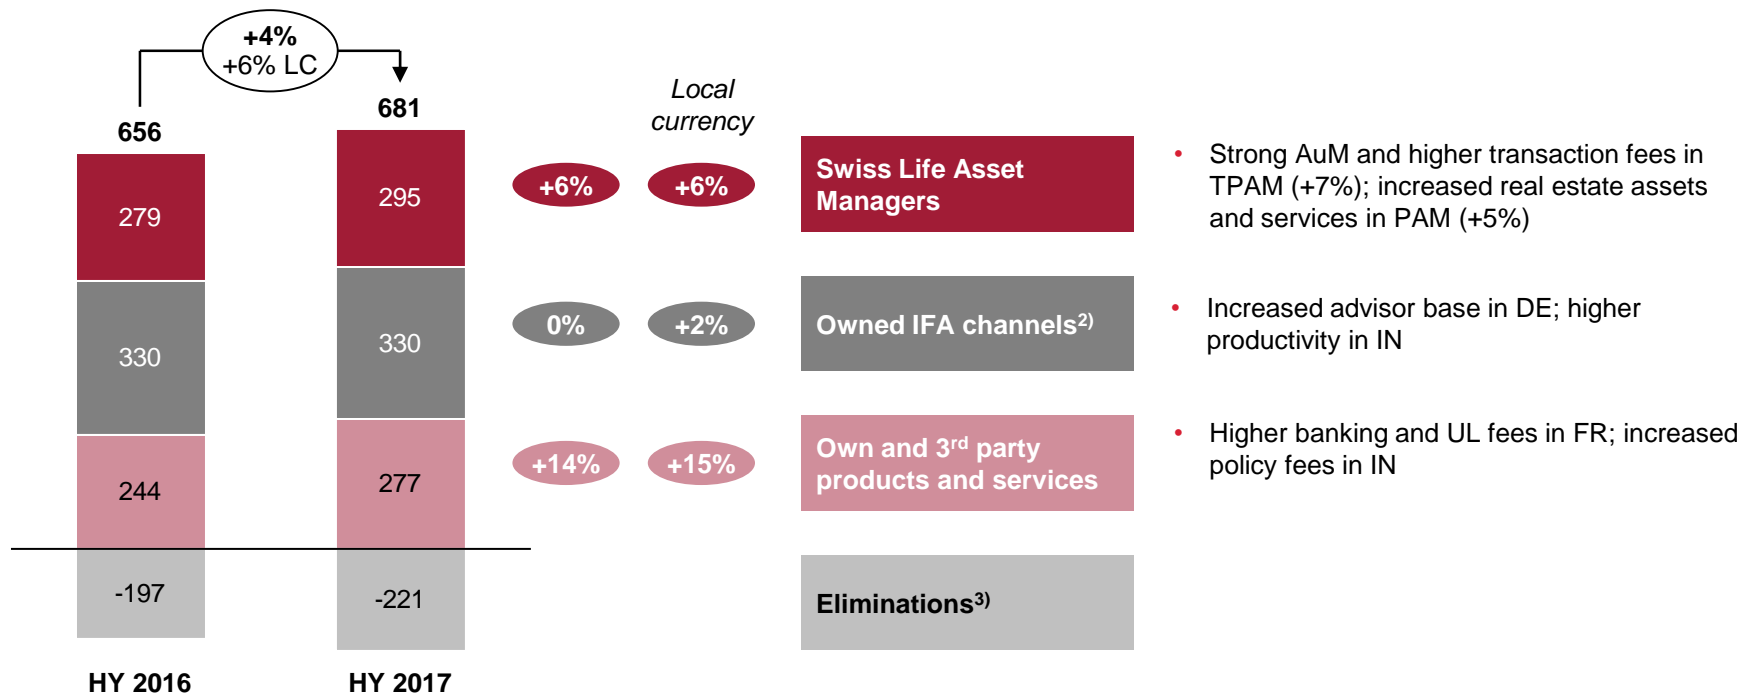 +4%
+6% LC
656
681
279
330
244
-197
HY 2016
295
330
277
-221
HY 2017
Local
currency
+6%
+6%
Swiss Life Asset
Managers
• Strong AuM and higher transaction fees in
TPAM (+7%); increased real estate assets
and services in PAM (+5%)
0%
+2%
Owned IFA channels2)
• Increased advisor base in DE; higher
productivity in IN
+14%
+15%
Own and 3rd party
products and services
• Higher banking and UL fees in FR; increased
policy fees in IN
Eliminations3)